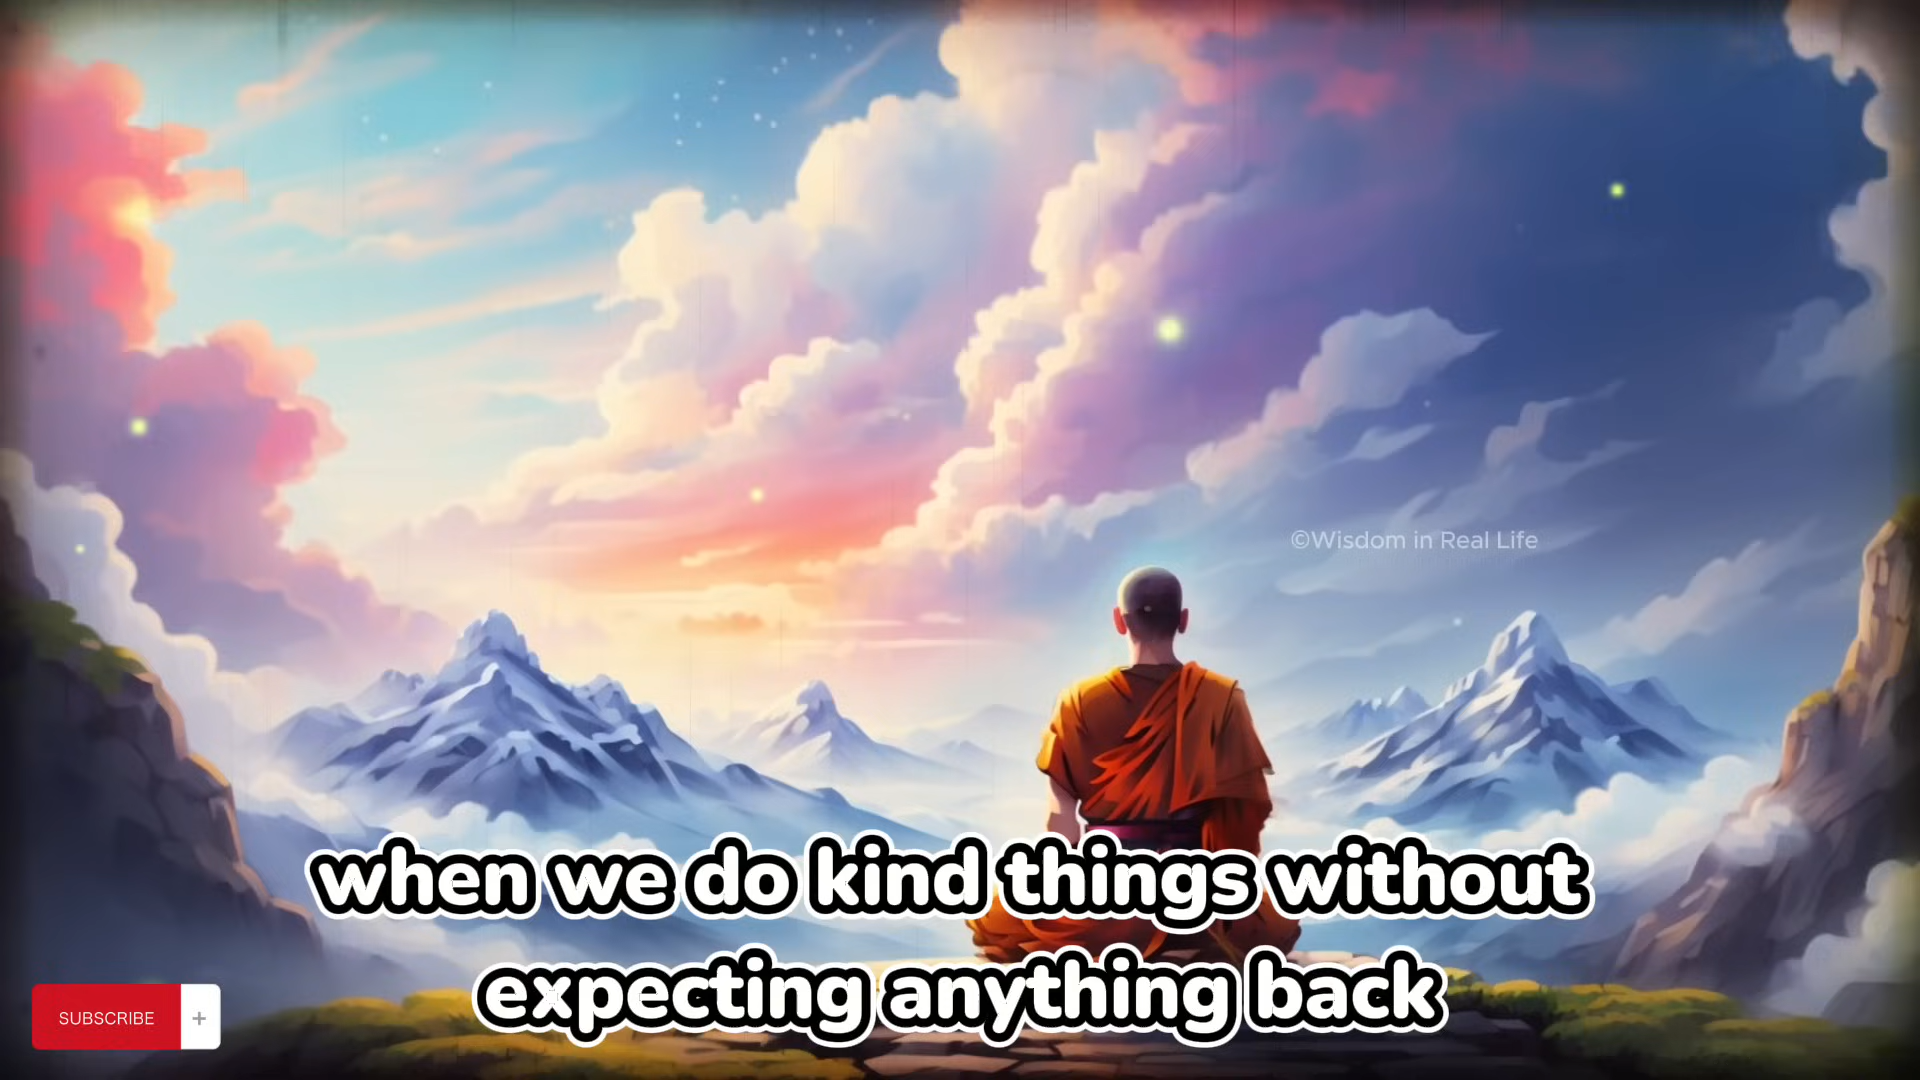 ©Wisdom in Real Life
when we do kind things without
expecting anything back
SUBSCRIBE +